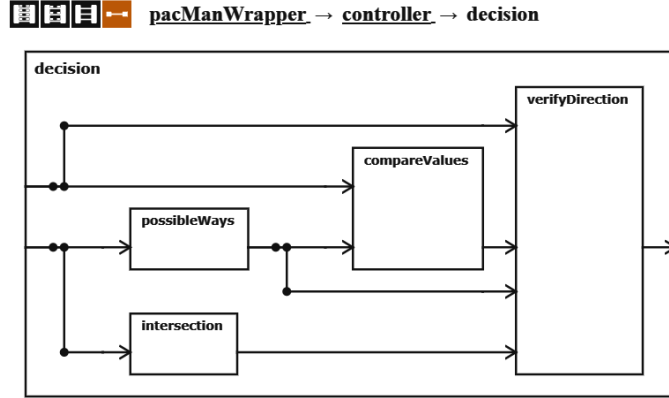 pacManWrapper → controller → decision
decision
verifyDirection
compareValues
possibleWays
intersection